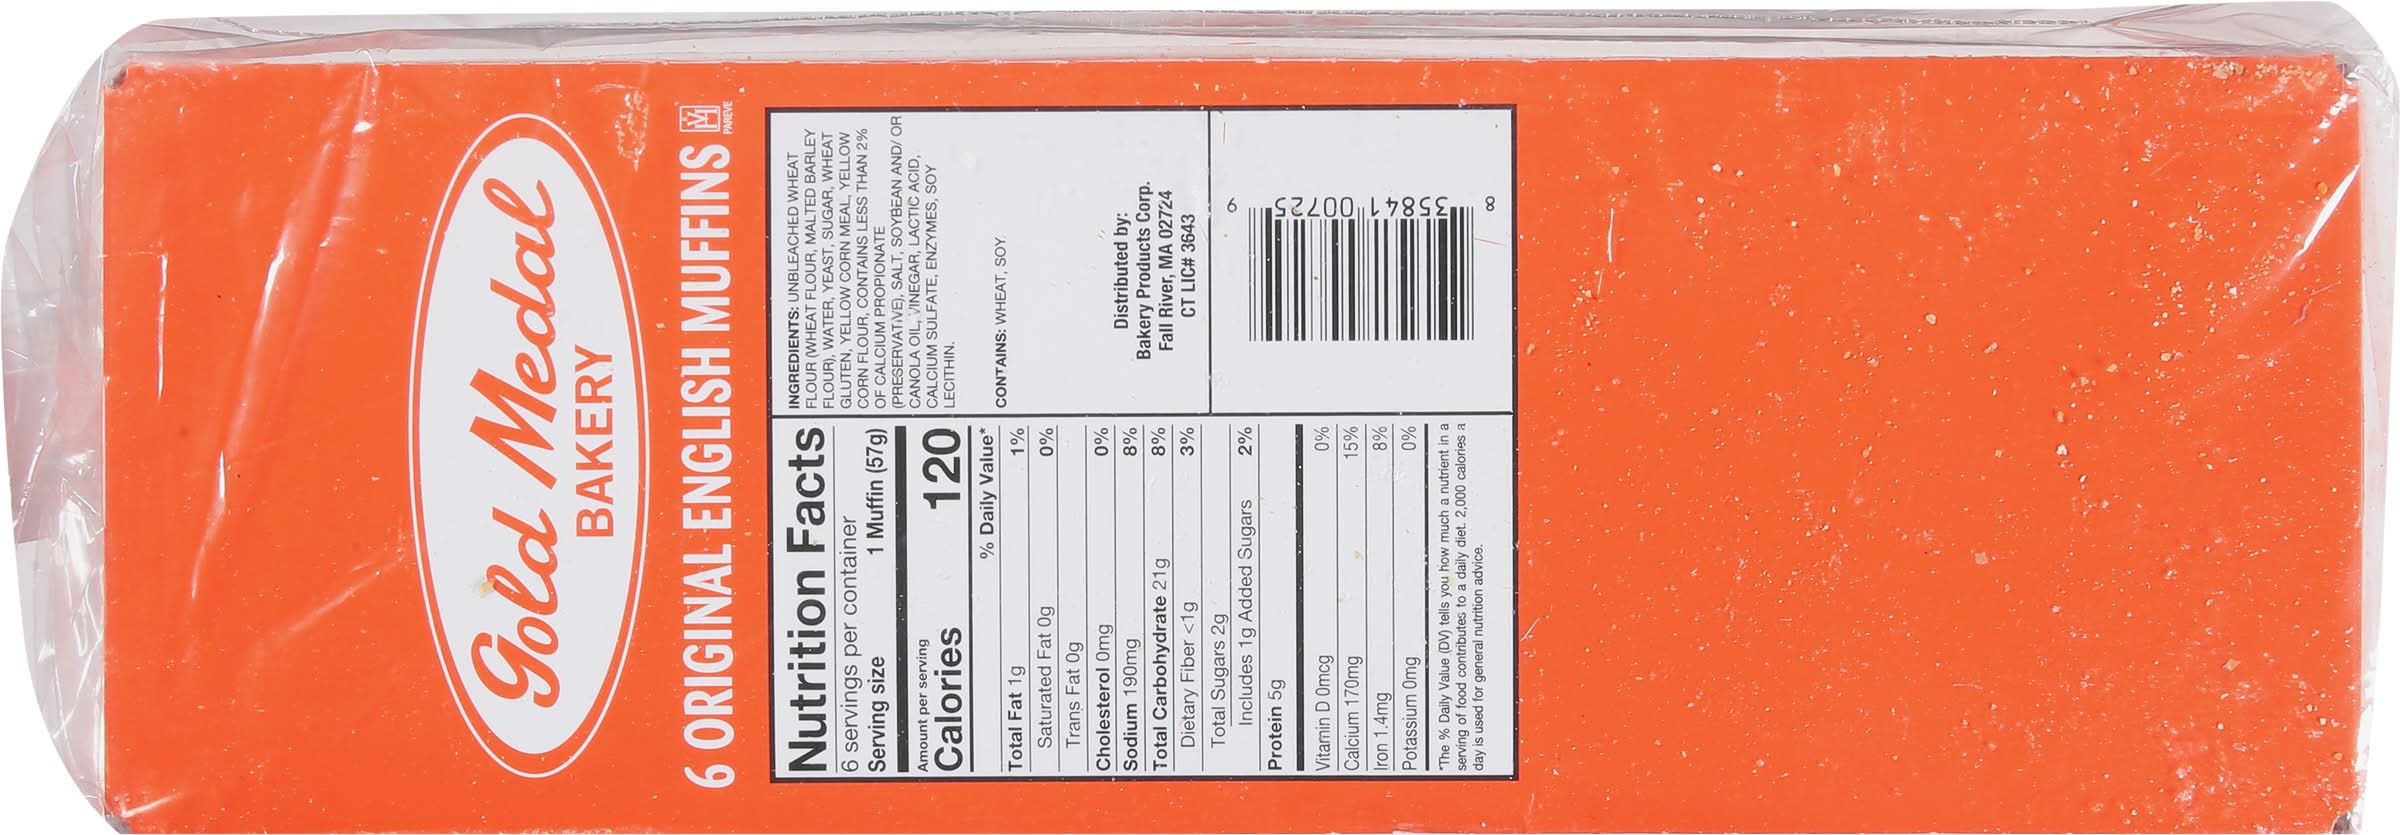 Gold Medal
BAKERY
6 ORIGINAL ENGLISH MUFFINS
PAREVE
Nutrition Facts
6 servings per container
Serving size 1 Muffin (57g)
Amount per serving
Calories 120
% Daily Value*
Total Fat 1g 1%
Saturated Fat 0g 0%
Trans Fat 0g
Cholesterol 0mg 0%
Sodium 190mg 8%
Total Carbohydrate 21g 8%
Dietary Fiber <1g 3%
Total Sugars 2g
Includes 1g Added Sugars 2%
Protein 5g
Vitamin D 0mcg 0%
Calcium 170mg 15%
Iron 1.4mg 8%
Potassium 0mg 0%
*The % Daily Value (DV) tells you how much a nutrient in a
serving of food contributes to a daily diet. 2,000 calories a
day is used for general nutrition advice.
INGREDIENTS: UNBLEACHED WHEAT
FLOUR (WHEAT FLOUR, MALTED BARLEY
FLOUR), WATER, YEAST, SUGAR, WHEAT
GLUTEN, YELLOW CORN MEAL, YELLOW
CORN FLOUR, CONTAINS LESS THAN 2%
OF CALCIUM PROPIONATE
(PRESERVATIVE), SALT, SOYBEAN AND/ OR
CANOLA OIL, VINEGAR, LACTIC ACID,
CALCIUM SULFATE, ENZYMES, SOY
LECITHIN.
CONTAINS: WHEAT, SOY.
Distributed by:
Bakery Products Corp.
Fall River, MA 02724
CT LIC# 3643
8 35841 00725 9